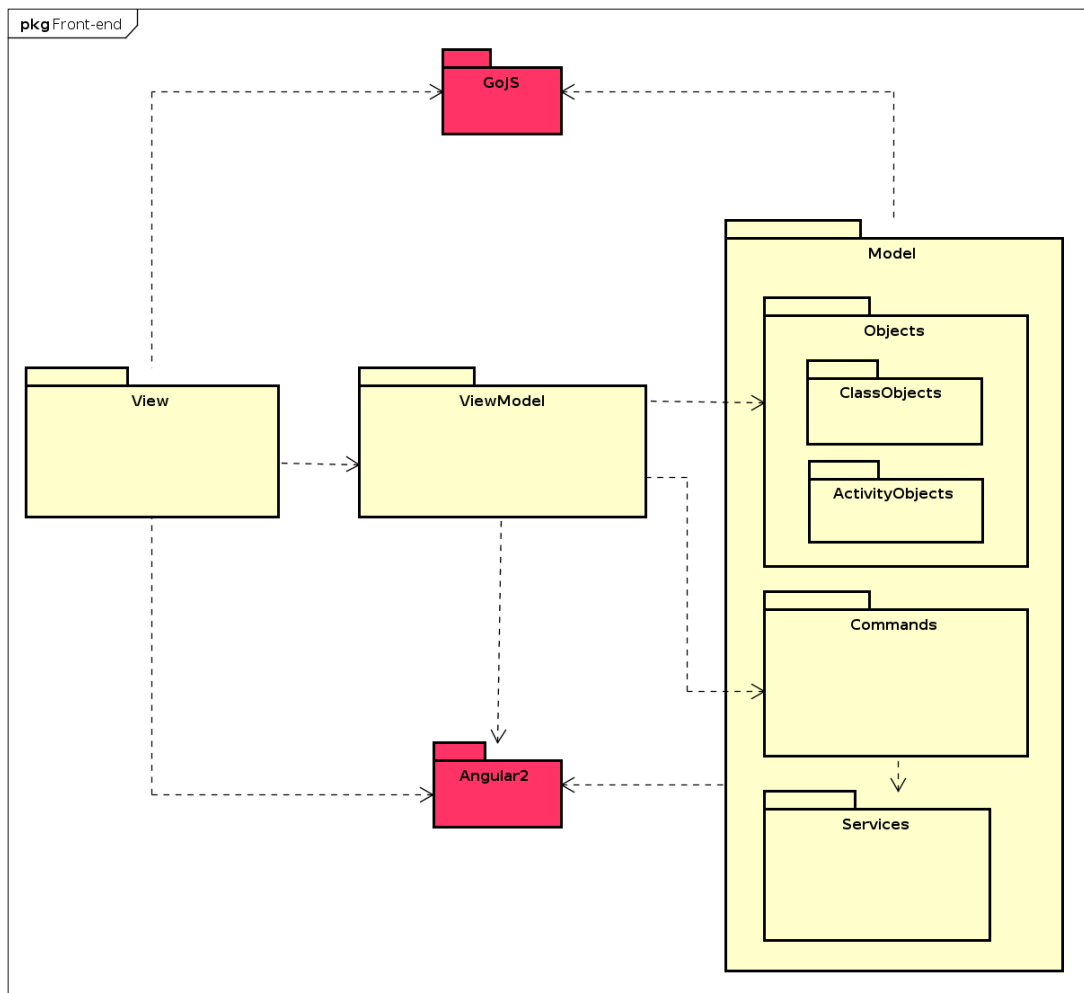 pkg Front-end
GojS
Model
Objects
View
ViewModel
ClassObjects
ActivityObjects
Commands
Angular2
Services